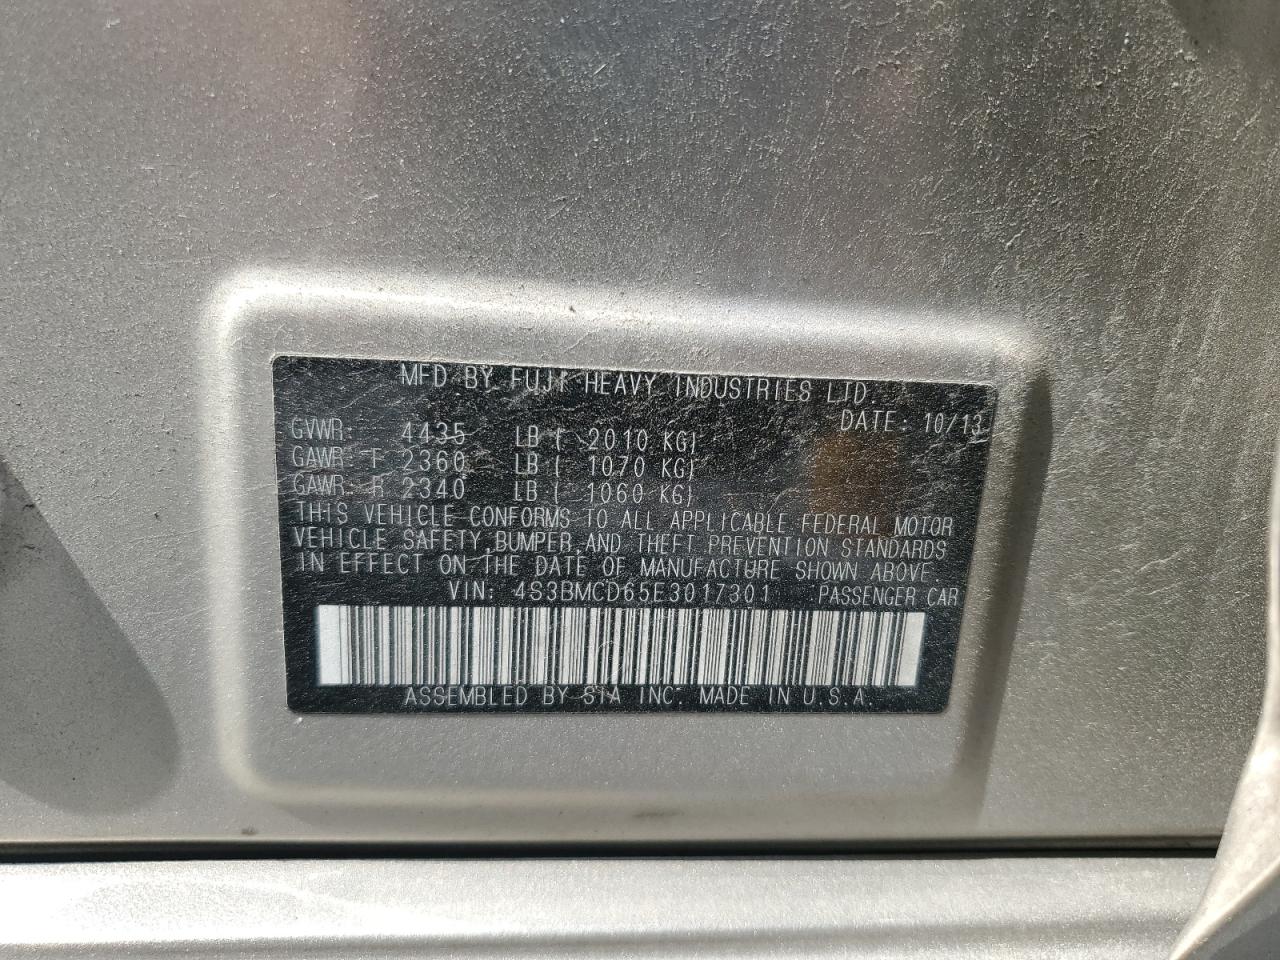 MFD BY FUJI HEAVY INDUSTRIES LTD.
DATE: 10/13
GVWR: 4435 LB ( 2010 KG)
GAWR: F 2360 LB ( 1070 KG)
GAWR: R 2340 LB ( 1060 KG)
THIS VEHICLE CONFORMS TO ALL APPLICABLE FEDERAL MOTOR
VEHICLE SAFETY,BUMPER,AND THEFT PREVENTION STANDARDS
IN EFFECT ON THE DATE OF MANUFACTURE SHOWN ABOVE.
VIN: 4S3BMCD65E3017301 PASSENGER CAR
ASSEMBLED BY SIA INC. MADE IN U.S.A.